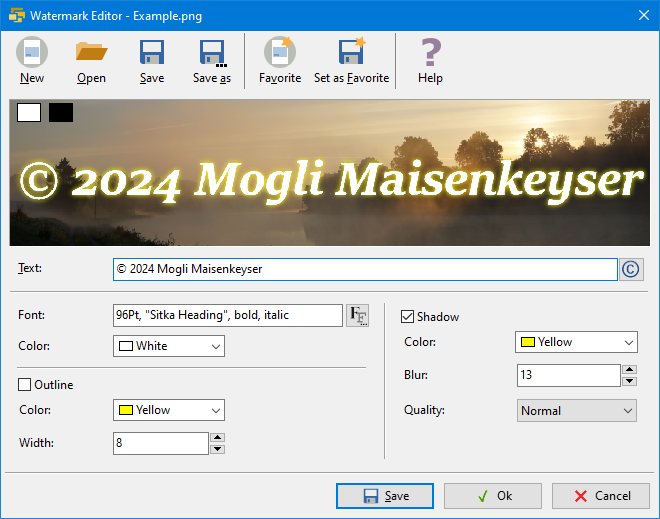 Watermark Editor - Example.png
New Open Save Save as Favorite Set as Favorite Help
© 2024 Mogli Maisenkeyser
Text: © 2024 Mogli Maisenkeyser ©
Font: 96Pt, "Sitka Heading", bold, italic FE...
Color: White
Outline
Color: Yellow
Width: 8
Shadow
Color: Yellow
Blur: 13
Quality: Normal
Save Ok Cancel